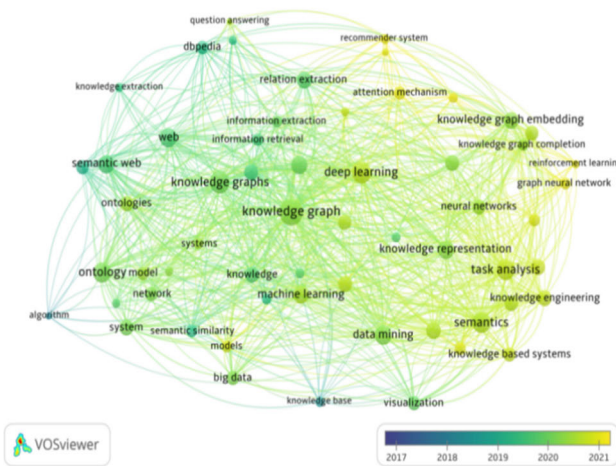 question answering
recommender system
dbpedia
relation extraction
knowledge extraction
attention mechanism
information extraction
knowledge graph embedding
web
information retrieval
knowledge graph completion
semantic web
reinforcement learnin
deep learning
knowledge graphs
graph neural network
ontologies
knowledge graph
neural networks
systems
knowledge representation
ontology model
knowledge
task analysis
network
machine learning
knowledge engineering
algorithm
system
semantic similarity
data mining
semantics
models
knowledge based systems
big data
knowledge base
visualization
VOSviewer
2017 2018 2019 2020 2021